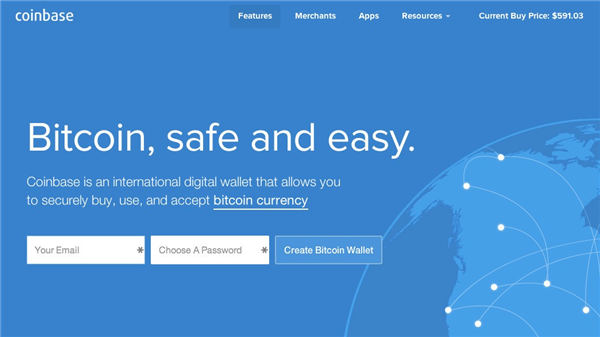 coinbase
Features Merchants Apps Resources Current Buy Price: $591.03
Bitcoin, safe and easy.
Coinbase is an international digital wallet that allows you
to securely buy, use, and accept bitcoin currency
Your Email * Choose A Password * Create Bitcoin Wallet